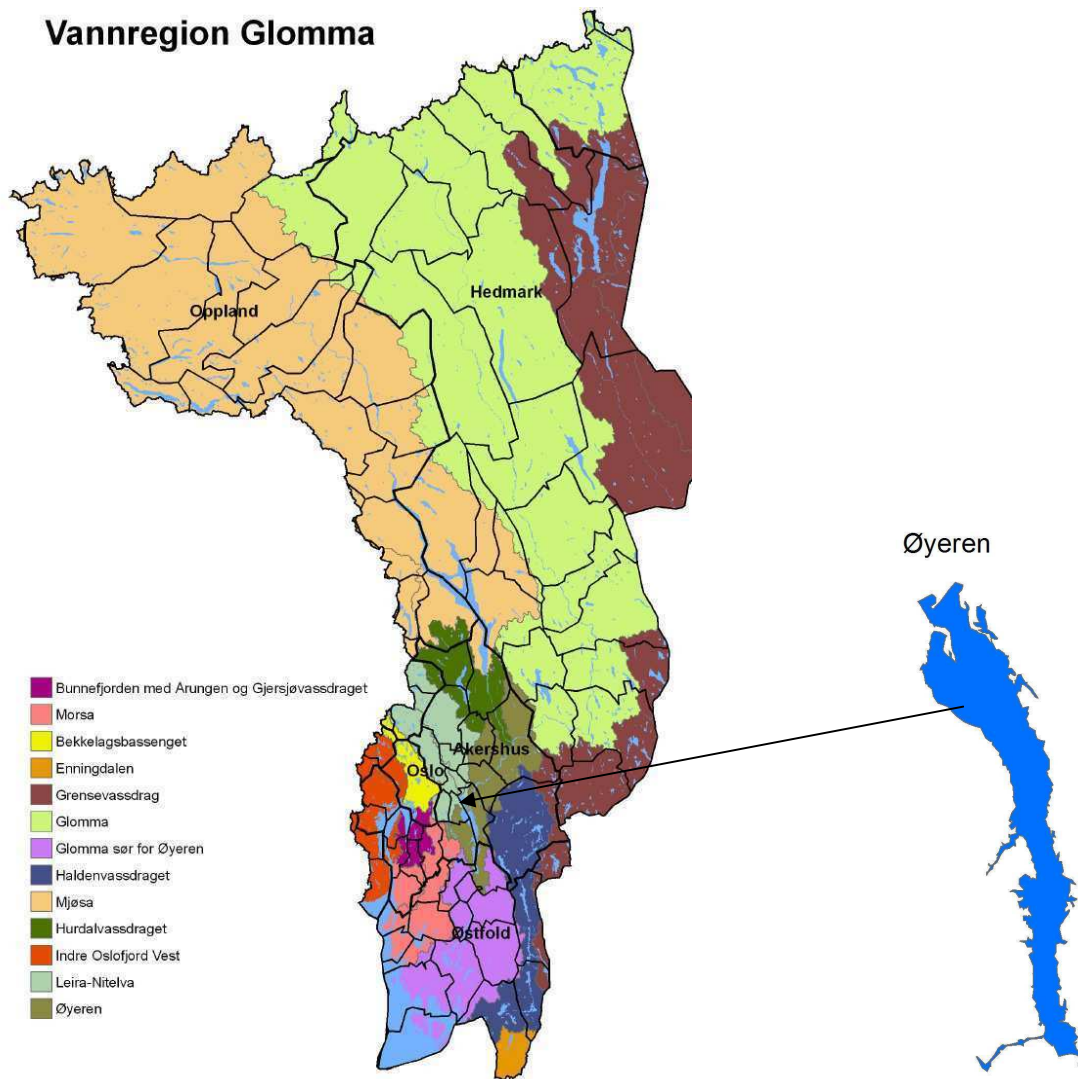 Vannregion Glomma
Hedmark
Oppland
Øyeren
Akershus
Oslo
Østfold
Bunnefjorden med Årungen og Gjersjøvassdraget
Morsa
Bekkelagsbassenget
Enningdalen
Grensevassdrag
Glomma
Glomma sør for Øyeren
Haldenvassdraget
Mjøsa
Hurdalvassdraget
Indre Oslofjord Vest
Leira-Nitelva
Øyeren